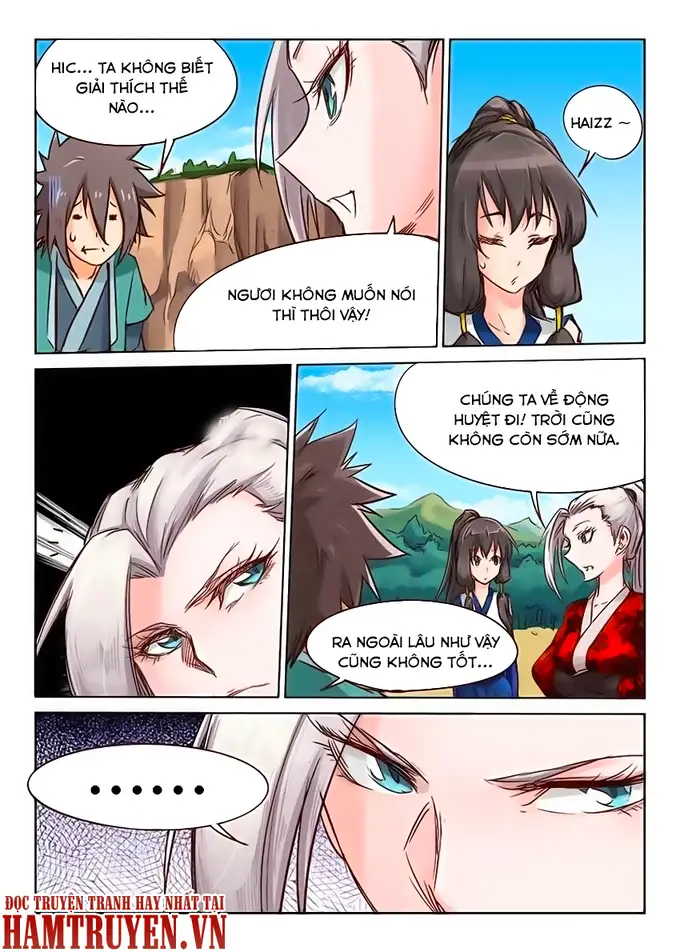 HIC... TA KHÔNG BIẾT
GIẢI THÍCH THẾ
NÀO...
HAIZZ ~
NGƯƠI KHÔNG MUỐN NÓI
THÌ THÔI VẬY!
CHÚNG TA VỀ ĐỘNG
HUYỆT ĐI! TRỜI CŨNG
KHÔNG CÒN SỚM NỮA.
RA NGOÀI LÂU NHƯ VẬY
CŨNG KHÔNG TỐT...
......
ĐỌC TRUYỆN TRANH HAY NHẤT TẠI
HAMTRUYEN.VN